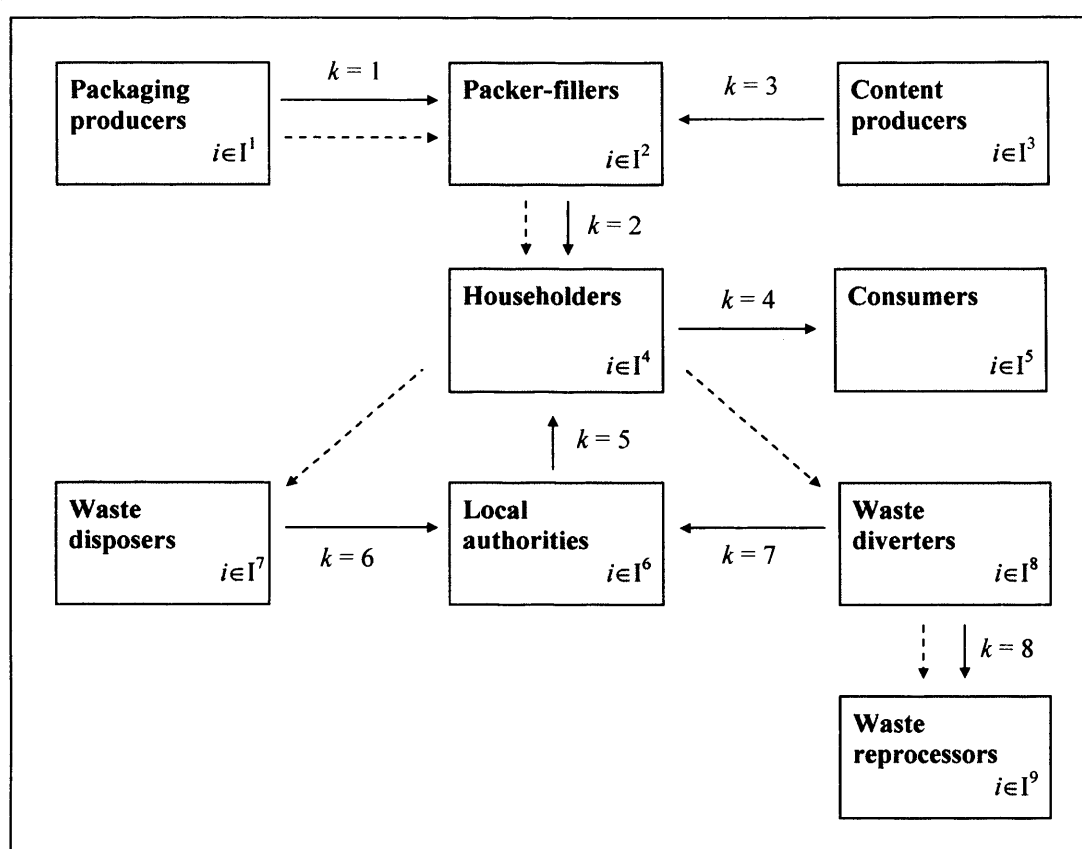 Packaging
producers
i∈I¹
k = 1
Packer-fillers
i∈I²
k = 3
Content
producers
i∈I³
k = 2
Householders
i∈I⁴
k = 4
Consumers
i∈I⁵
k = 5
Waste
disposers
i∈I⁷
k = 6
Local
authorities
i∈I⁶
k = 7
Waste
diverters
i∈I⁸
k = 8
Waste
reprocessors
i∈I⁹